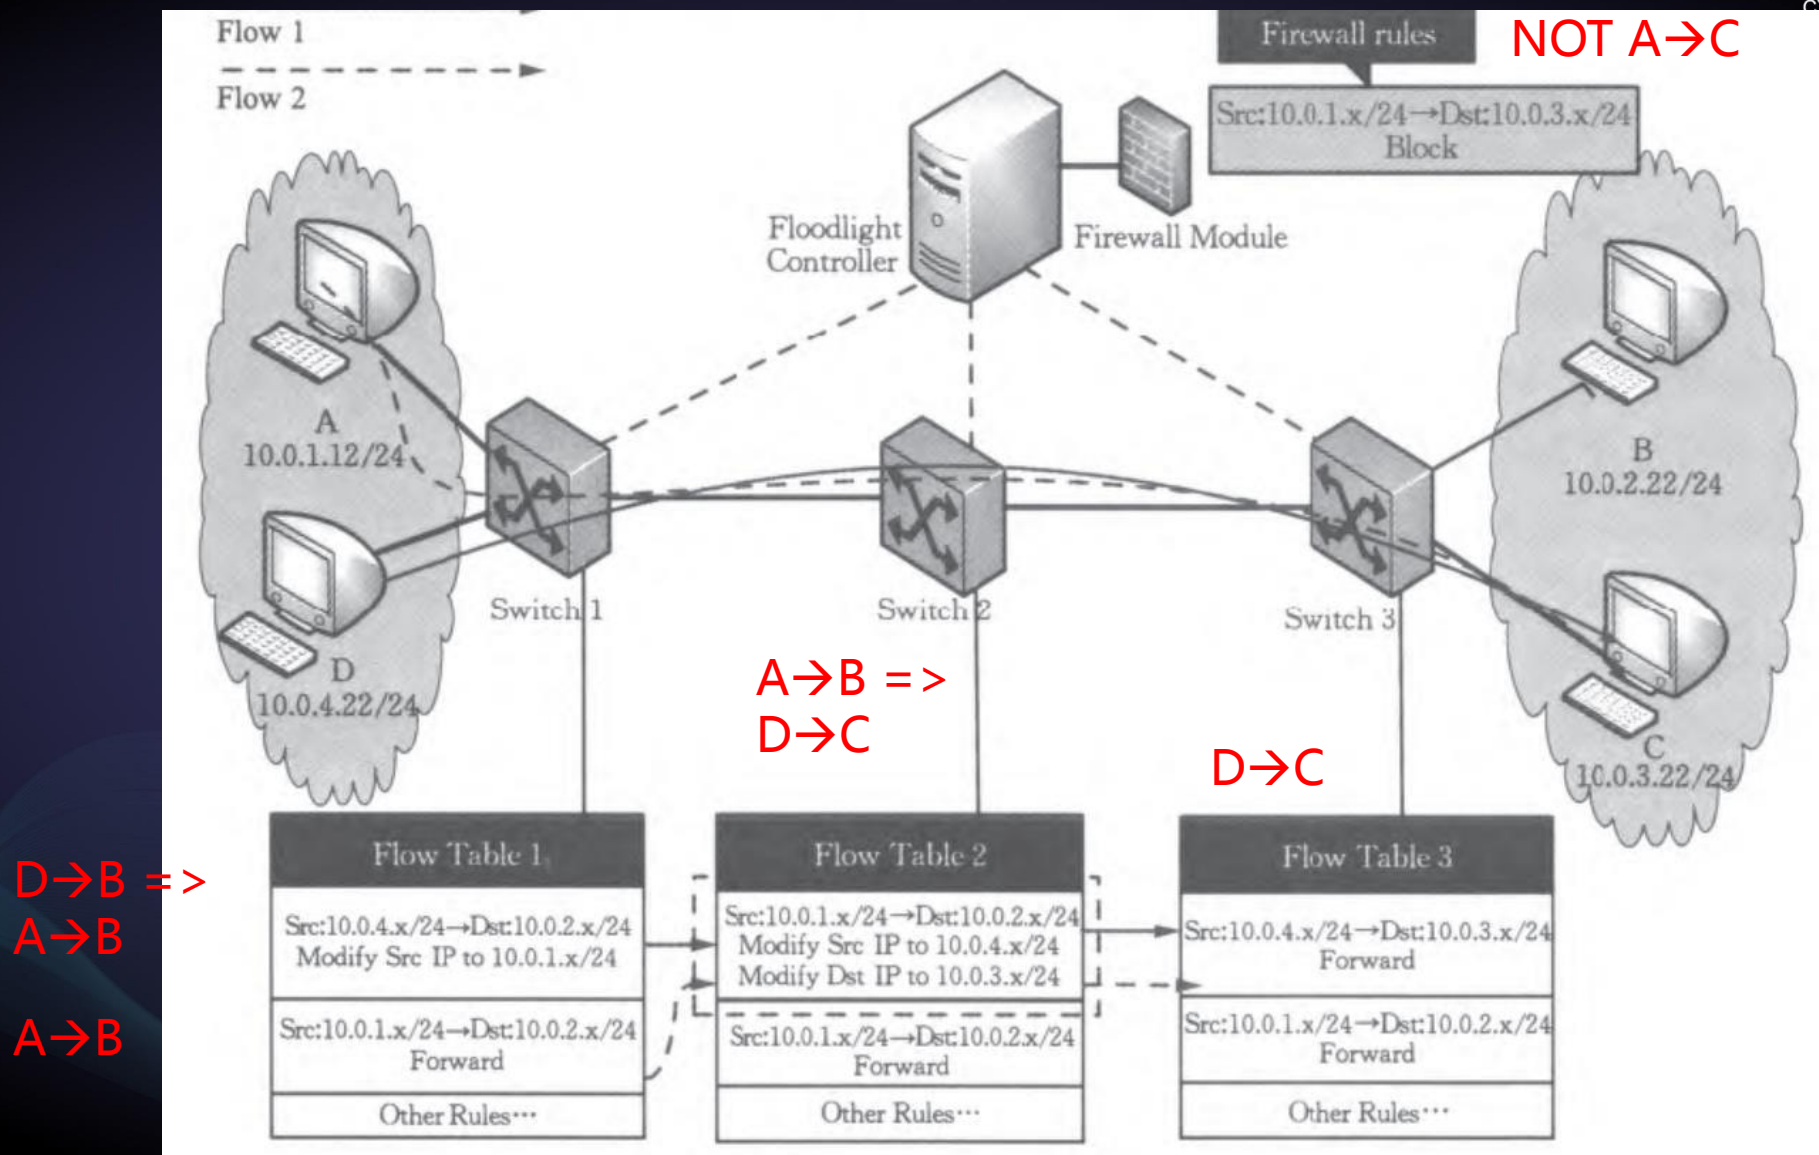 Flow 1
Flow 2
Firewall rules
NOT A→C
Src:10.0.1.x/24→Dst:10.0.3.x/24
Block
Floodlight
Controller
Firewall Module
A
10.0.1.12/24
B
10.0.2.22/24
Switch 1
Switch 2
Switch 3
D
10.0.4.22/24
A→B =>
D→C
D→C
C
10.0.3.22/24
D→B =>
A→B
A→B
Flow Table 1
Src:10.0.4.x/24→Dst:10.0.2.x/24
Modify Src IP to 10.0.1.x/24
Src:10.0.1.x/24→Dst:10.0.2.x/24
Forward
Other Rules···
Flow Table 2
Src:10.0.1.x/24→Dst:10.0.2.x/24
Modify Src IP to 10.0.4.x/24
Modify Dst IP to 10.0.3.x/24
Src:10.0.1.x/24→Dst:10.0.2.x/24
Forward
Other Rules···
Flow Table 3
Src:10.0.4.x/24→Dst:10.0.3.x/24
Forward
Src:10.0.1.x/24→Dst:10.0.2.x/24
Forward
Other Rules···